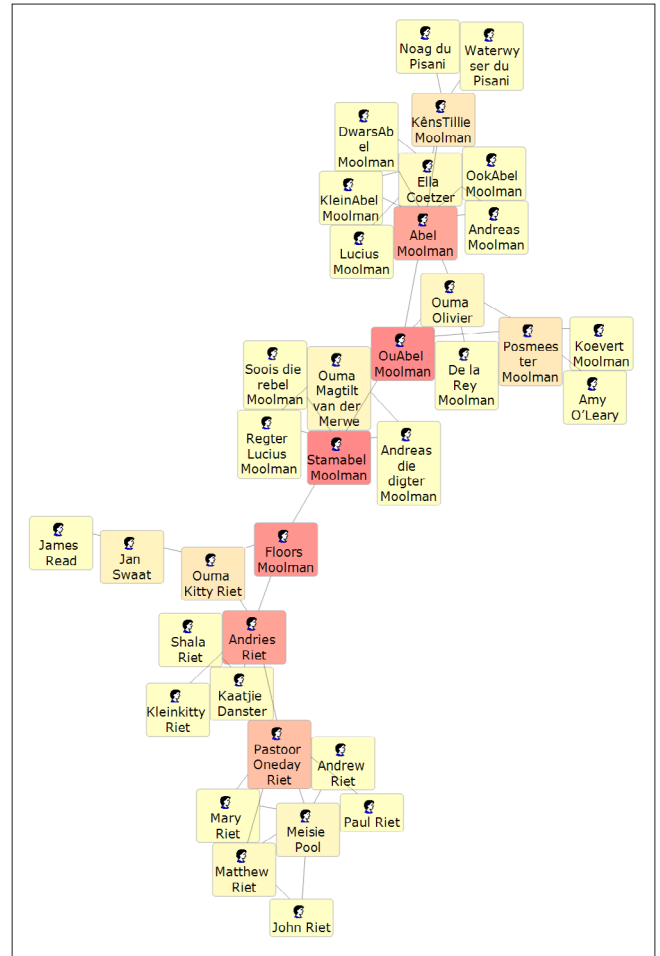 Noag du
Pisani
Waterwy
ser du
Pisani
KênsTillie
Moolman
DwarsAb
el
Moolman
Ella
Coetzer
OokAbel
Moolman
KleinAbel
Moolman
Lucius
Moolman
Abel
Moolman
Andreas
Moolman
Ouma
Olivier
OuAbel
Moolman
De la
Rey
Moolman
Posmees
ter
Moolman
Koevert
Moolman
Amy
O'Leary
Soois die
rebel
Moolman
Ouma
Magtilt
van der
Merwe
Regter
Lucius
Moolman
Stamabel
Moolman
Andreas
die
digter
Moolman
James
Read
Jan
Swaat
Ouma
Kitty Riet
Floors
Moolman
Shala
Riet
Andries
Riet
Kleinkitty
Riet
Kaatjie
Danster
Pastoor
Oneday
Riet
Andrew
Riet
Mary
Riet
Meisie
Pool
Paul Riet
Matthew
Riet
John Riet